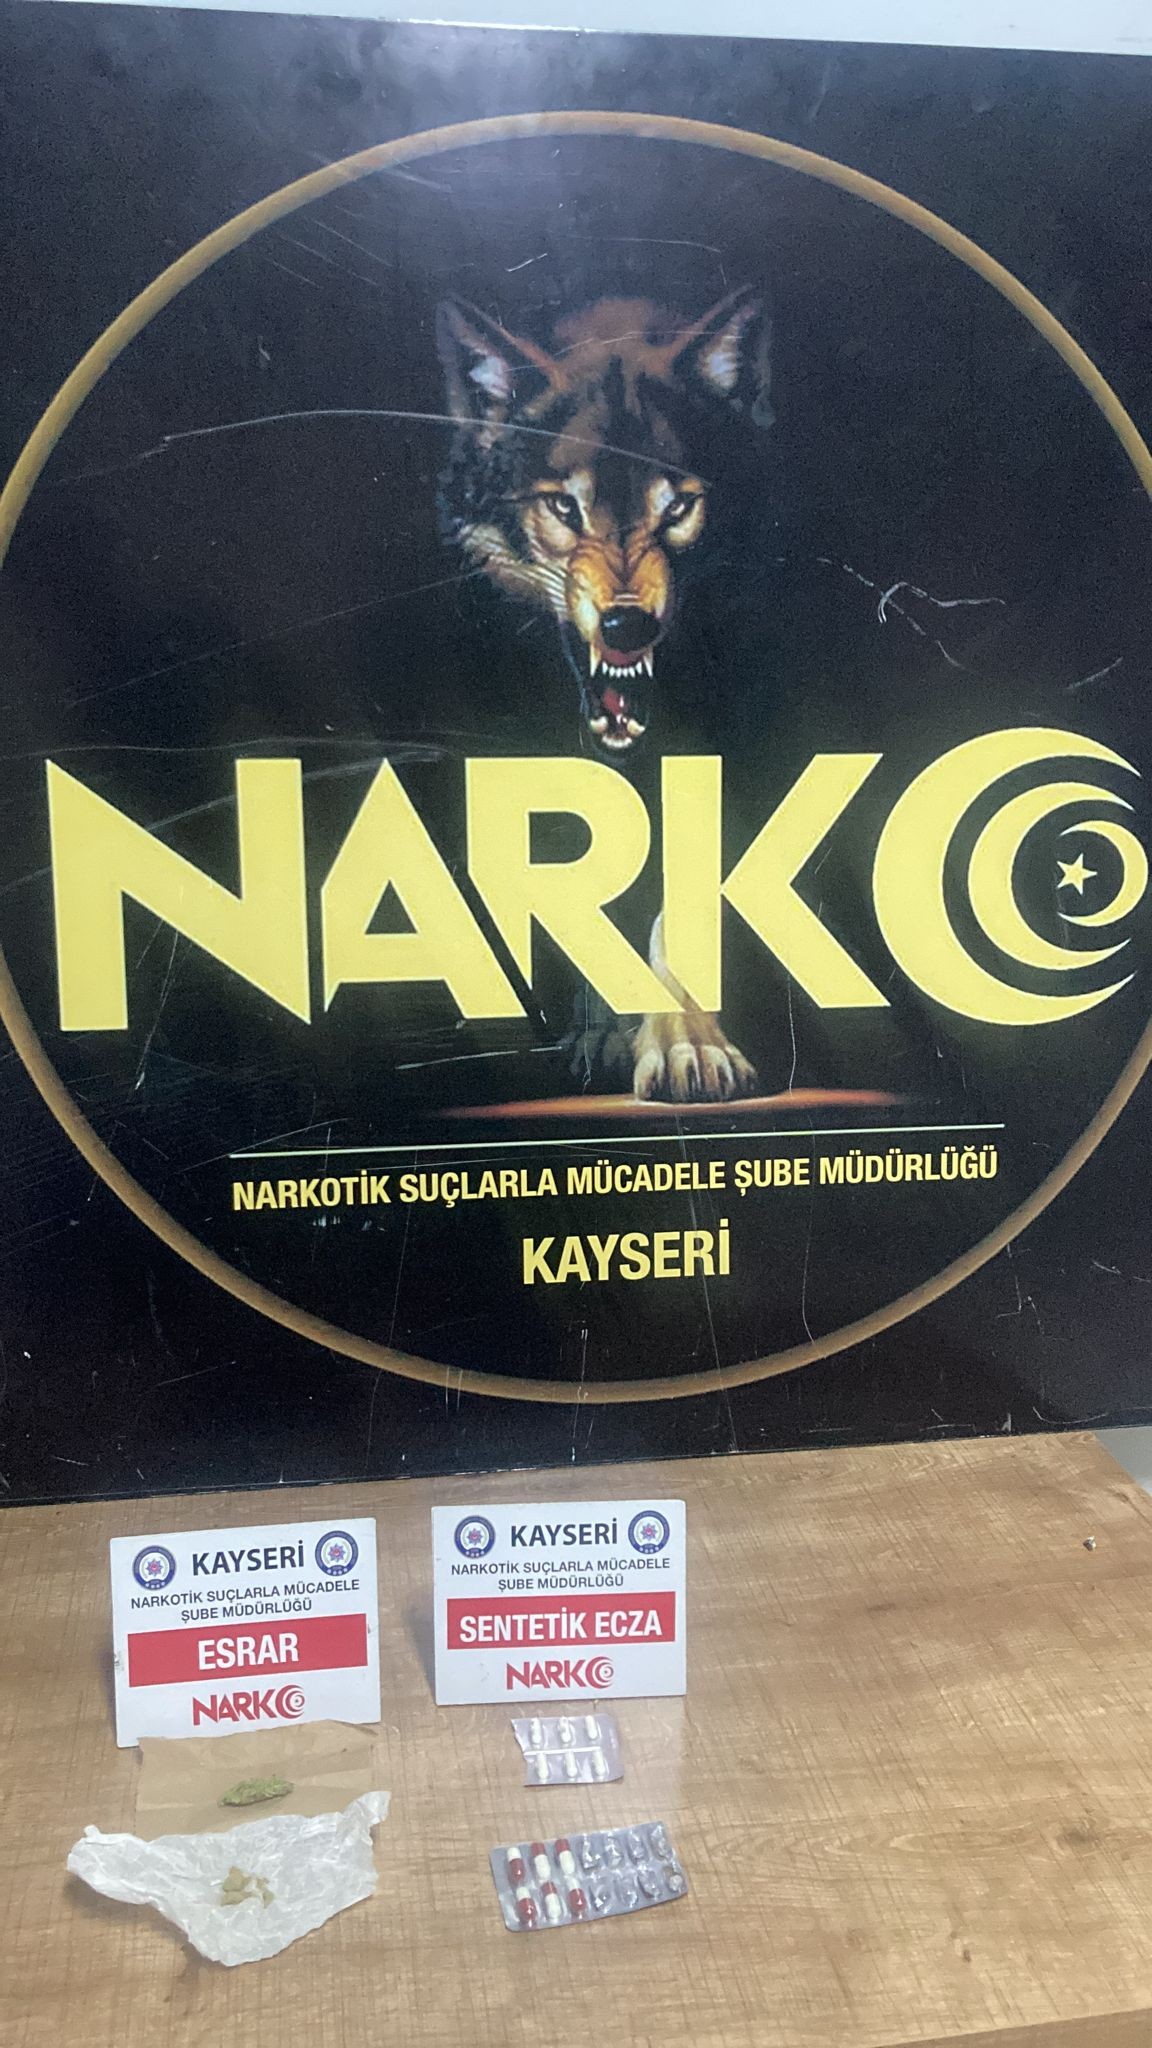 NARKO
NARKOTİK SUÇLARLA MÜCADELE ŞUBE MÜDÜRLÜĞÜ
KAYSERİ
KAYSERİ
NARKOTİK SUÇLARLA MÜCADELE
ŞUBE MÜDÜRLÜĞÜ
ESRAR
NARKO
KAYSERİ
NARKOTİK SUÇLARLA MÜCADELE
ŞUBE MÜDÜRLÜĞÜ
SENTETİK ECZA
NARKO